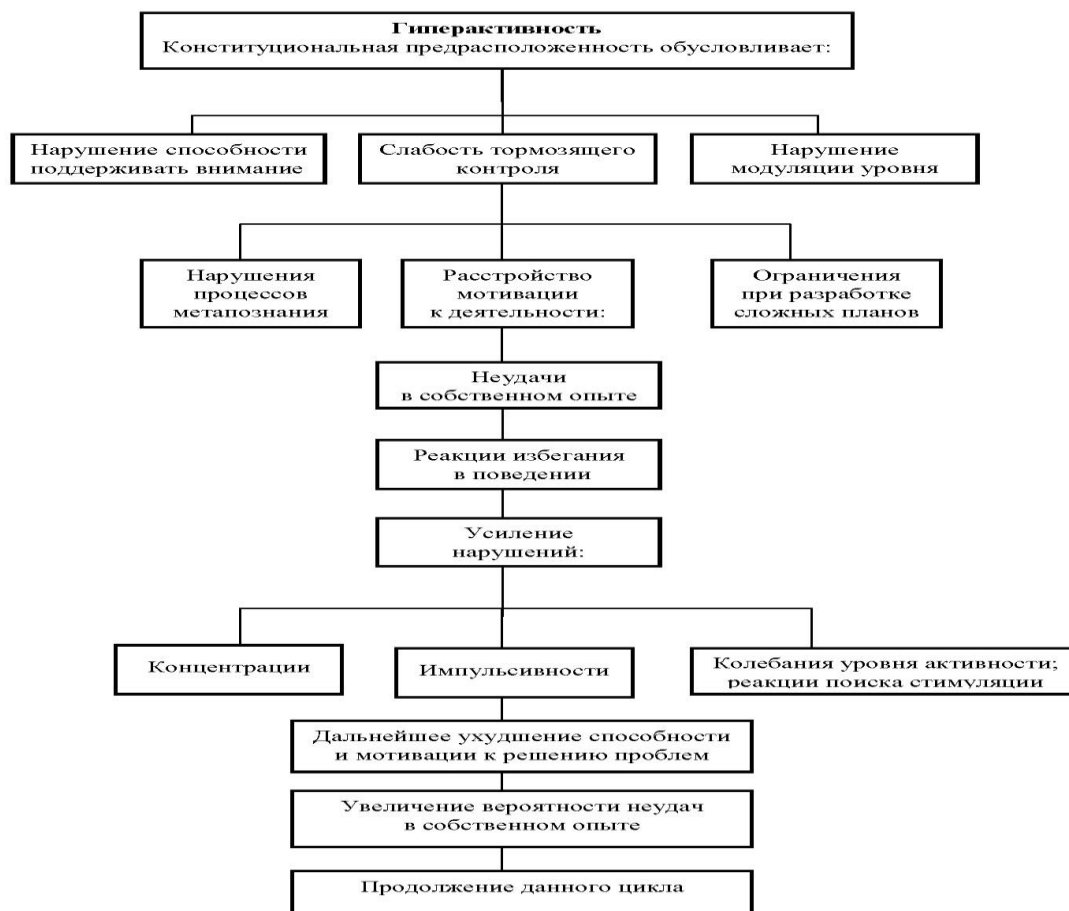 Гиперактивность
Конституциональная предрасположенность обусловливает:
Нарушение способности
поддерживать внимание
Слабость тормозящего
контроля
Нарушение
модуляции уровня
Нарушения
процессов
метапознания
Расстройство
мотивации
к деятельности:
Ограничения
при разработке
сложных планов
Неудачи
в собственном опыте
Реакции избегания
в поведении
Усиление
нарушений:
Концентрации
Импульсивности
Колебания уровня активности;
реакции поиска стимуляции
Дальнейшее ухудшение способности
и мотивации к решению проблем
Увеличение вероятности неудач
в собственном опыте
Продолжение данного цикла